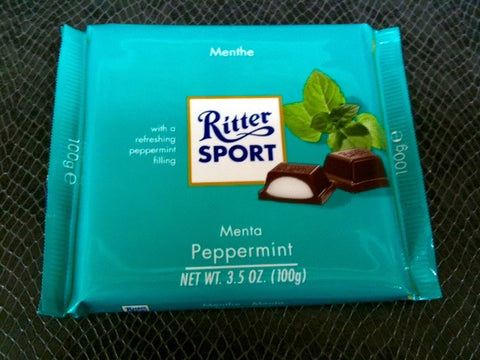 Menthe
with a
refreshing
peppermint
filling
Ritter
SPORT
100g e
100g e
Menta
Peppermint
NET WT. 3.5 OZ. (100g)